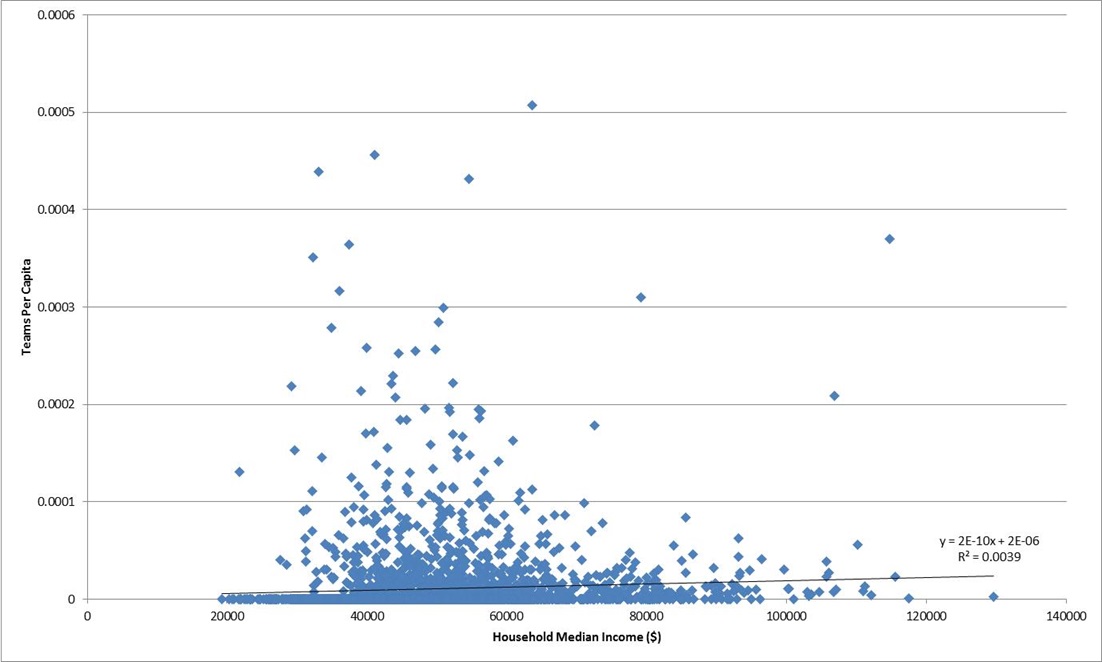 0.0006
0.0005
0.0004
0.0003
0.0002
0.0001
0
Teams Per Capita
y = 2E-10x + 2E-06
R² = 0.0039
0 20000 40000 60000 80000 100000 120000 140000
Household Median Income ($)